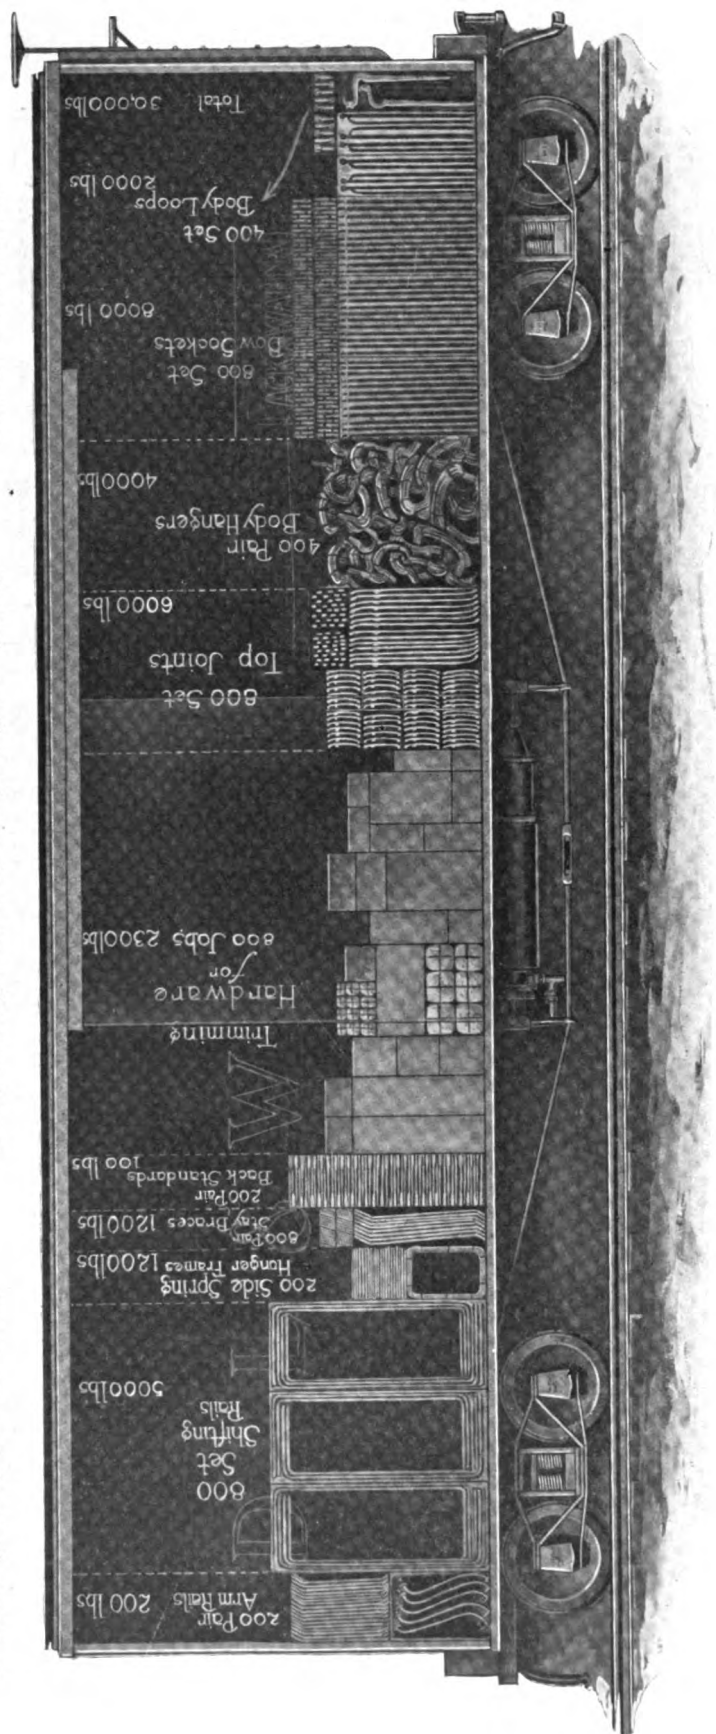 200 Pair
Arm Rails 200 lbs
D
800
Set
Shifting
Rails
5000lbs
200 Side Spring
Hunger Frames 1200lbs
800 Pair
Stay Braces 1200lbs
200 Pair
Back Standards
100 lbs
W
Trimming
Hardware
for
800 Jobs, 2300lbs
800 Set
Top Joints
6000 lbs
400 Pair
Body Hangers
4000lbs
800 Set
Bow Sockets
8000 lbs
400 Set
Body Loops
2000 lbs
Total 30,000lbs